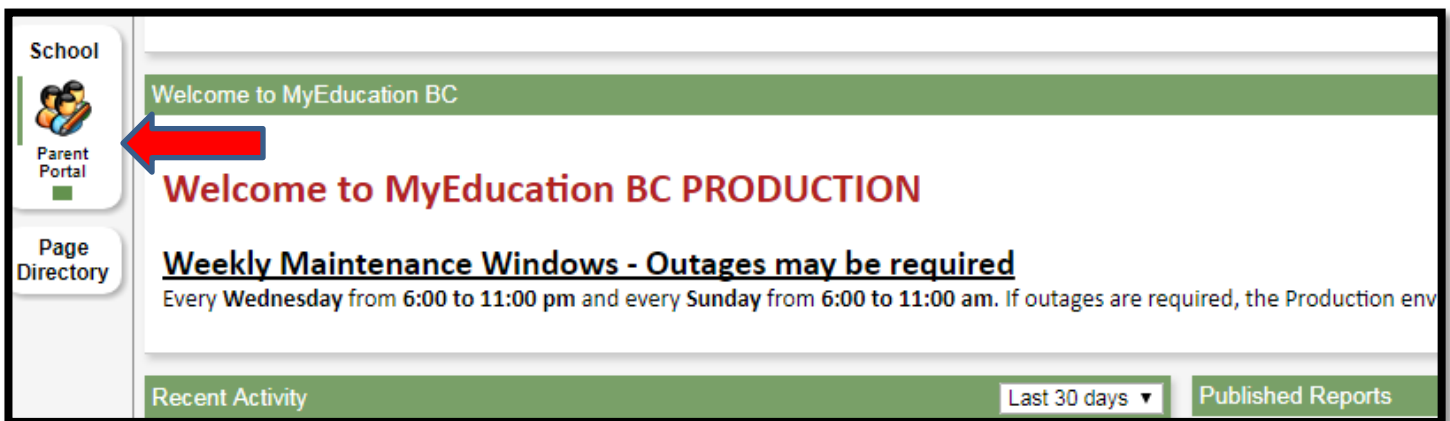 School
Parent
Portal
Page
Directory
Welcome to MyEducation BC
Welcome to MyEducation BC PRODUCTION
Weekly Maintenance Windows - Outages may be required
Every Wednesday from 6:00 to 11:00 pm and every Sunday from 6:00 to 11:00 am. If outages are required, the Production env
Recent Activity
Last 30 days ▼
Published Reports